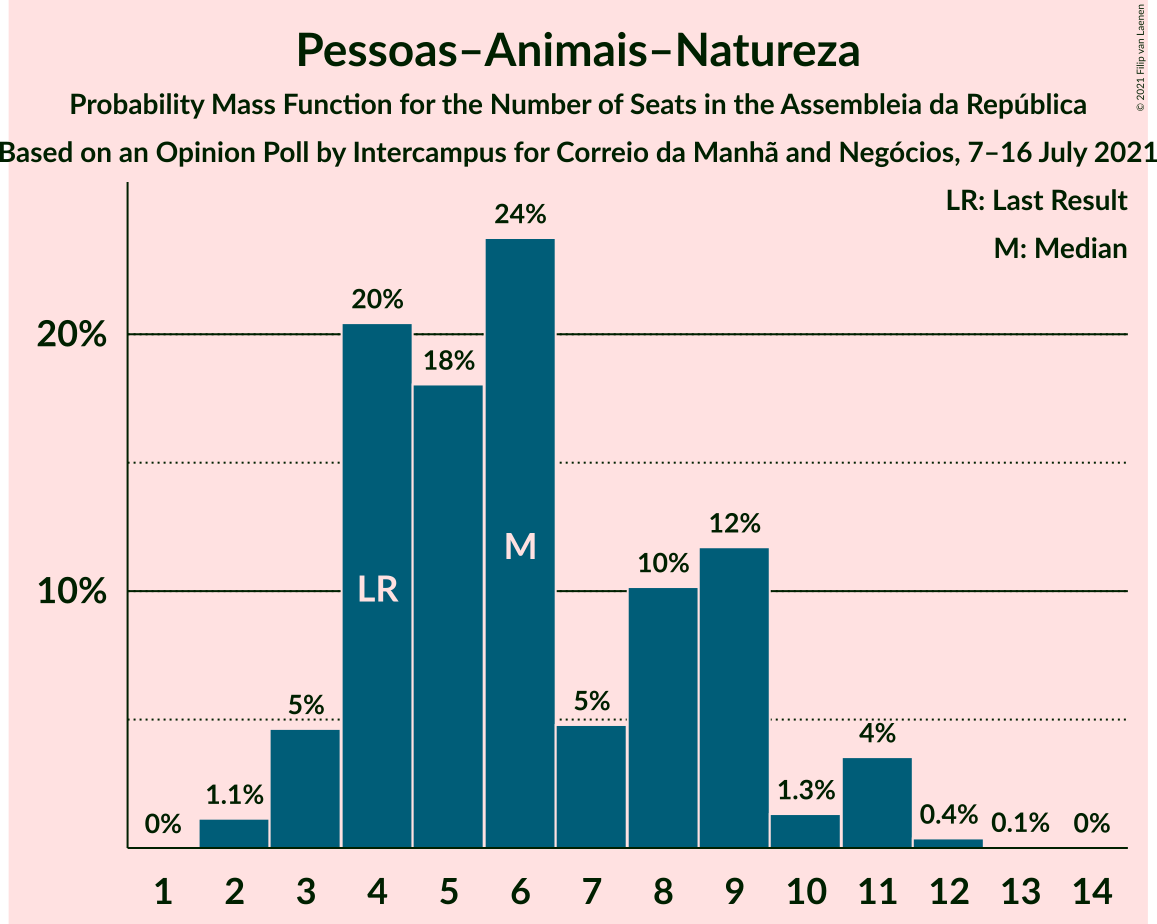 Pessoas–Animais–Natureza
Probability Mass Function for the Number of Seats in the Assembleia da República
Based on an Opinion Poll by Intercampus for Correio da Manhã and Negócios, 7–16 July 2021
© 2021 Filip van Laenen
LR: Last Result
M: Median
20%
10%
0%
1.1%
5%
20%
18%
24%
5%
10%
12%
1.3%
4%
0.4%
0.1%
0%
LR
M
1 2 3 4 5 6 7 8 9 10 11 12 13 14